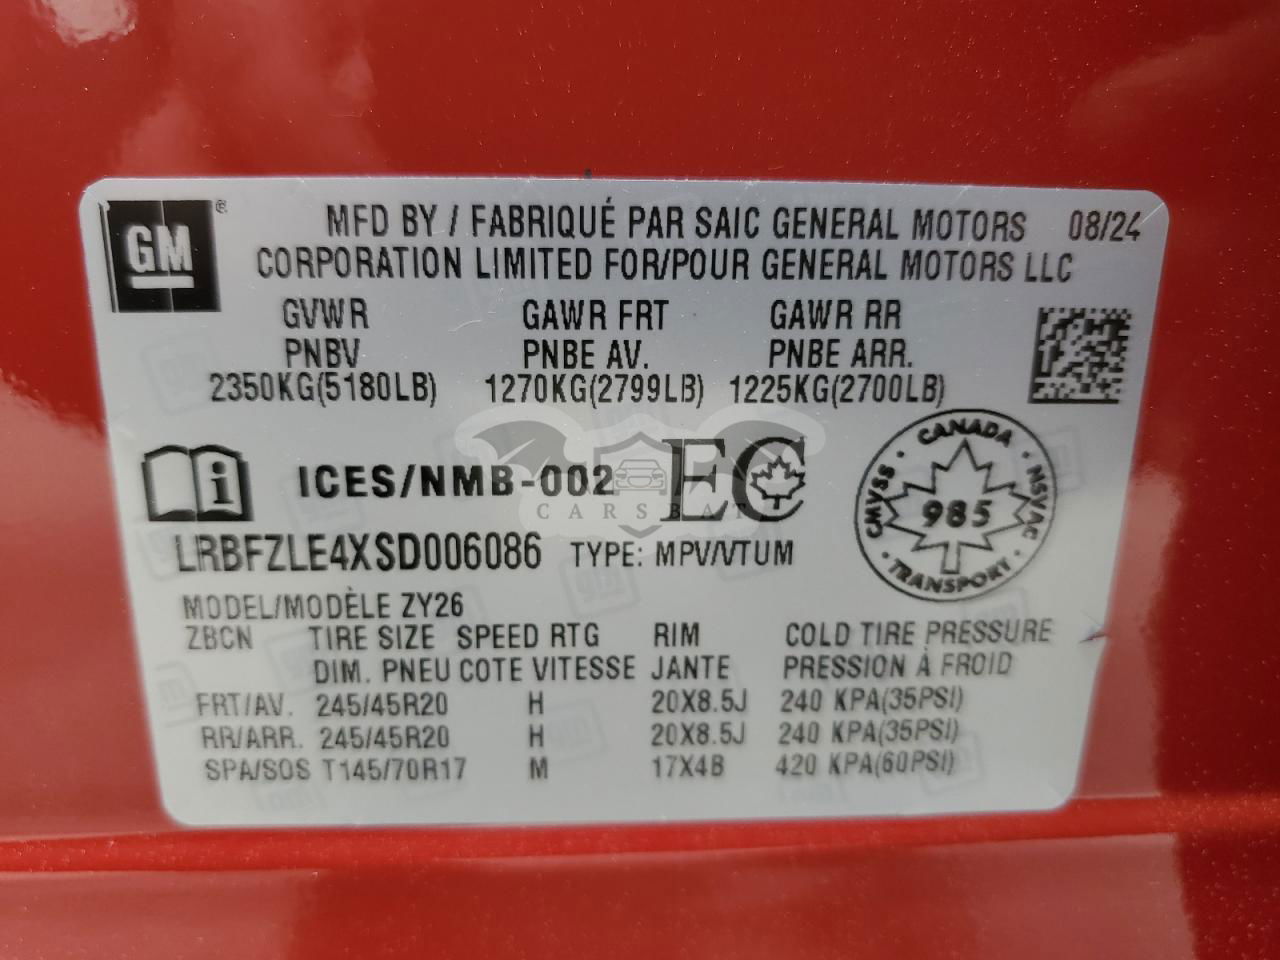 GM
MFD BY / FABRIQUÉ PAR SAIC GENERAL MOTORS 08/24
CORPORATION LIMITED FOR/POUR GENERAL MOTORS LLC
GVWR GAWR FRT GAWR RR
PNBV PNBE AV. PNBE ARR.
2350KG(5180LB) 1270KG(2799LB) 1225KG(2700LB)
CANADA
CMVSS · NSVAC
985
· TRANSPORT ·
i ICES/NMB-002 EC
CARSBAT
LRBFZLE4XSD006086 TYPE: MPV/VTUM
MODEL/MODÈLE ZY26
ZBCN TIRE SIZE SPEED RTG RIM COLD TIRE PRESSURE
DIM. PNEU COTE VITESSE JANTE PRESSION À FROID
FRT/AV. 245/45R20 H 20X8.5J 240 KPA(35PSI)
RR/ARR. 245/45R20 H 20X8.5J 240 KPA(35PSI)
SPA/SOS T145/70R17 M 17X4B 420 KPA(60PSI)